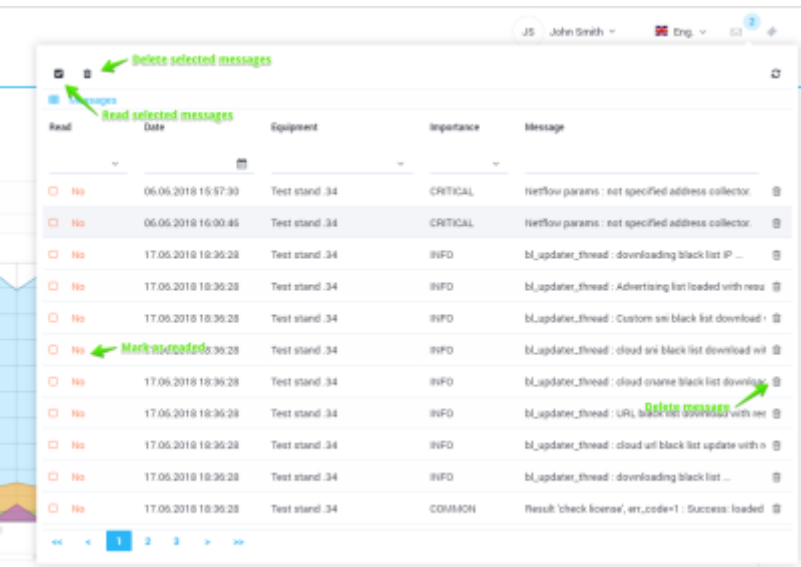 JS John Smith Eng. 2
Delete selected messages
Messages
Read selected messages
Read Date Equipment Importance Message
No 06.06.2018 15:57:30 Test stand .34 CRITICAL Netflow params : not specified address collector.
No 06.06.2018 16:00:46 Test stand .34 CRITICAL Netflow params : not specified address collector.
No 17.06.2018 18:36:28 Test stand .34 INFO bl_updater_thread : downloading black list IP ...
No 17.06.2018 18:36:28 Test stand .34 INFO bl_updater_thread : Advertising list loaded with resu
No 17.06.2018 18:36:28 Test stand .34 INFO bl_updater_thread : Custom sni black list download
No Mark as readed 18:36:28 Test stand .34 INFO bl_updater_thread : cloud sni black list download wit
No 17.06.2018 18:36:28 Test stand .34 INFO bl_updater_thread : cloud cname black list download
Delete message
No 17.06.2018 18:36:28 Test stand .34 INFO bl_updater_thread : URL black list download with res
No 17.06.2018 18:36:28 Test stand .34 INFO bl_updater_thread : cloud url black list update with
No 17.06.2018 18:36:28 Test stand .34 INFO bl_updater_thread : downloading black list ...
No 17.06.2018 18:36:28 Test stand .34 COMMON Result 'check license', err_code=1 : Success: loaded
<< < 1 2 3 > >>